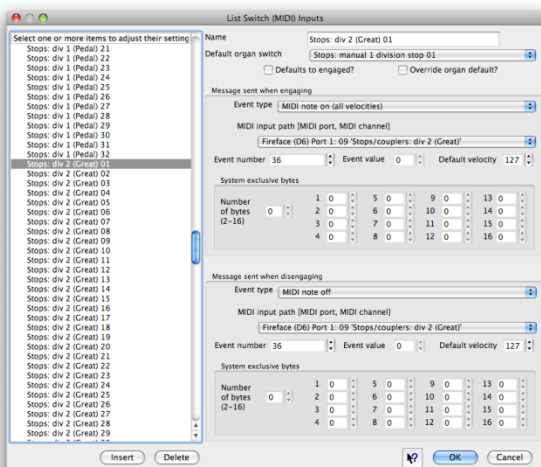 List Switch (MIDI) Inputs
Select one or more items to adjust their setting
Stops: div 1 (Pedal) 21
Stops: div 1 (Pedal) 22
Stops: div 1 (Pedal) 23
Stops: div 1 (Pedal) 24
Stops: div 1 (Pedal) 25
Stops: div 1 (Pedal) 26
Stops: div 1 (Pedal) 27
Stops: div 1 (Pedal) 28
Stops: div 1 (Pedal) 29
Stops: div 1 (Pedal) 30
Stops: div 1 (Pedal) 31
Stops: div 1 (Pedal) 32
Stops: div 2 (Great) 01
Stops: div 2 (Great) 02
Stops: div 2 (Great) 03
Stops: div 2 (Great) 04
Stops: div 2 (Great) 05
Stops: div 2 (Great) 06
Stops: div 2 (Great) 07
Stops: div 2 (Great) 08
Stops: div 2 (Great) 09
Stops: div 2 (Great) 10
Stops: div 2 (Great) 11
Stops: div 2 (Great) 12
Stops: div 2 (Great) 13
Stops: div 2 (Great) 14
Stops: div 2 (Great) 15
Stops: div 2 (Great) 16
Stops: div 2 (Great) 17
Stops: div 2 (Great) 18
Stops: div 2 (Great) 19
Stops: div 2 (Great) 20
Stops: div 2 (Great) 21
Stops: div 2 (Great) 22
Stops: div 2 (Great) 23
Stops: div 2 (Great) 24
Stops: div 2 (Great) 25
Stops: div 2 (Great) 26
Stops: div 2 (Great) 27
Stops: div 2 (Great) 28
Stops: div 2 (Great) 29
Insert Delete
Name Stops: div 2 (Great) 01
Default organ switch Stops: manual 1 division stop 01
Defaults to engaged? Override organ default?
Message sent when engaging
Event type MIDI note on (all velocities)
MIDI input path [MIDI port, MIDI channel]
Fireface (D6) Port 1: 09 'Stops/couplers: div 2 (Great)'
Event number 36 Event value 0 Default velocity 127
System exclusive bytes
Number of bytes (2-16) 0
1 0 5 0 9 0 13 0
2 0 6 0 10 0 14 0
3 0 7 0 11 0 15 0
4 0 8 0 12 0 16 0
Message sent when disengaging
Event type MIDI note off
MIDI input path [MIDI port, MIDI channel]
Fireface (D6) Port 1: 09 'Stops/couplers: div 2 (Great)'
Event number 36 Event value 0 Default velocity 127
System exclusive bytes
Number of bytes (2-16) 0
1 0 5 0 9 0 13 0
2 0 6 0 10 0 14 0
3 0 7 0 11 0 15 0
4 0 8 0 12 0 16 0
? OK Cancel